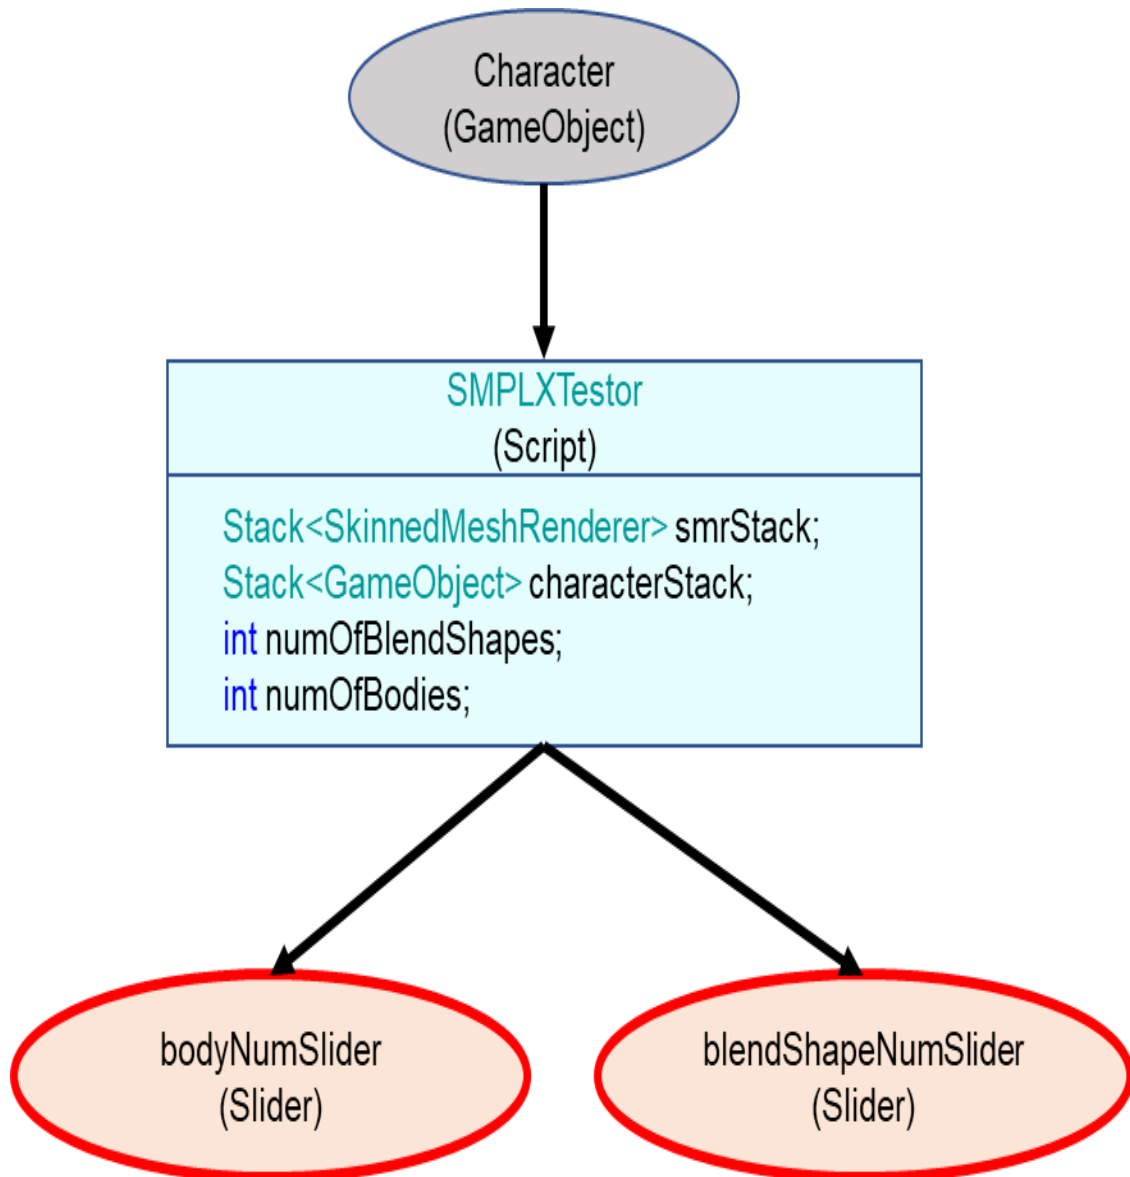 Character
(GameObject)
SMPLXTestor
(Script)
Stack<SkinnedMeshRenderer> smrStack;
Stack<GameObject> characterStack;
int numOfBlendShapes;
int numOfBodies;
bodyNumSlider
(Slider)
blendShapeNumSlider
(Slider)